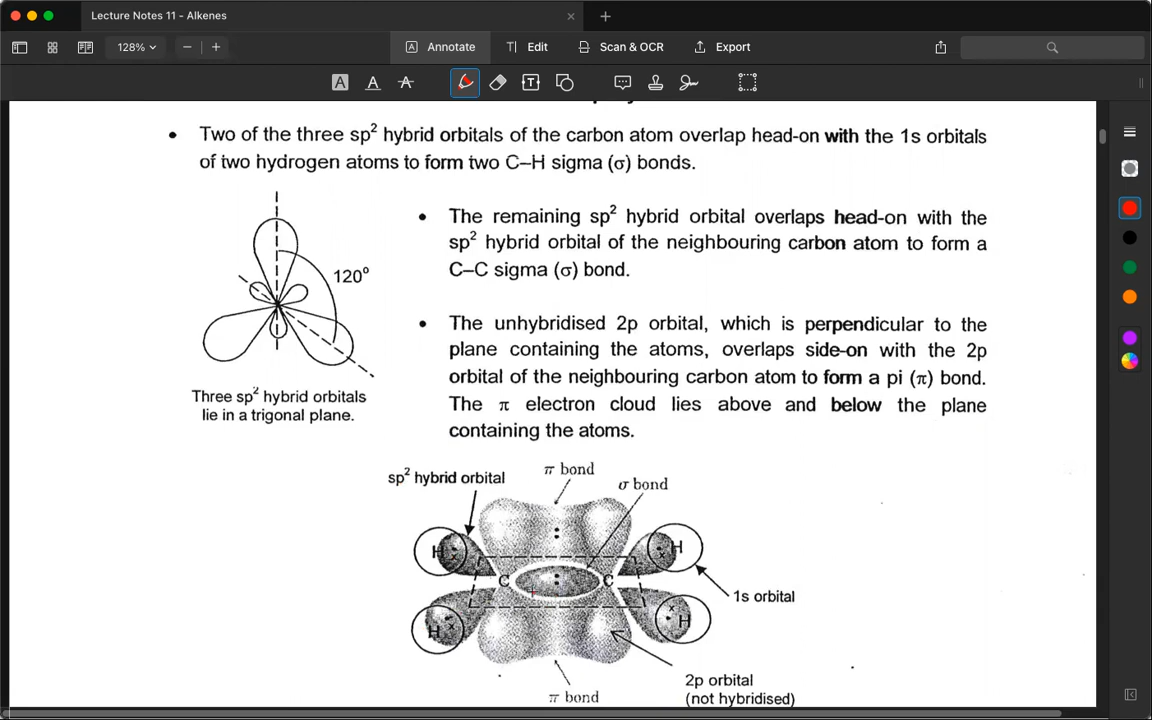 Lecture Notes 11 - Alkenes
128%
Annotate
Edit
Scan & OCR
Export
• Two of the three sp² hybrid orbitals of the carbon atom overlap head-on with the 1s orbitals
of two hydrogen atoms to form two C–H sigma (σ) bonds.
120°
Three sp² hybrid orbitals
lie in a trigonal plane.
• The remaining sp² hybrid orbital overlaps head-on with the
sp² hybrid orbital of the neighbouring carbon atom to form a
C–C sigma (σ) bond.
• The unhybridised 2p orbital, which is perpendicular to the
plane containing the atoms, overlaps side-on with the 2p
orbital of the neighbouring carbon atom to form a pi (π) bond.
The π electron cloud lies above and below the plane
containing the atoms.
sp² hybrid orbital
π bond
σ bond
H
H
C
C
1s orbital
H
H
2p orbital
(not hybridised)
π bond